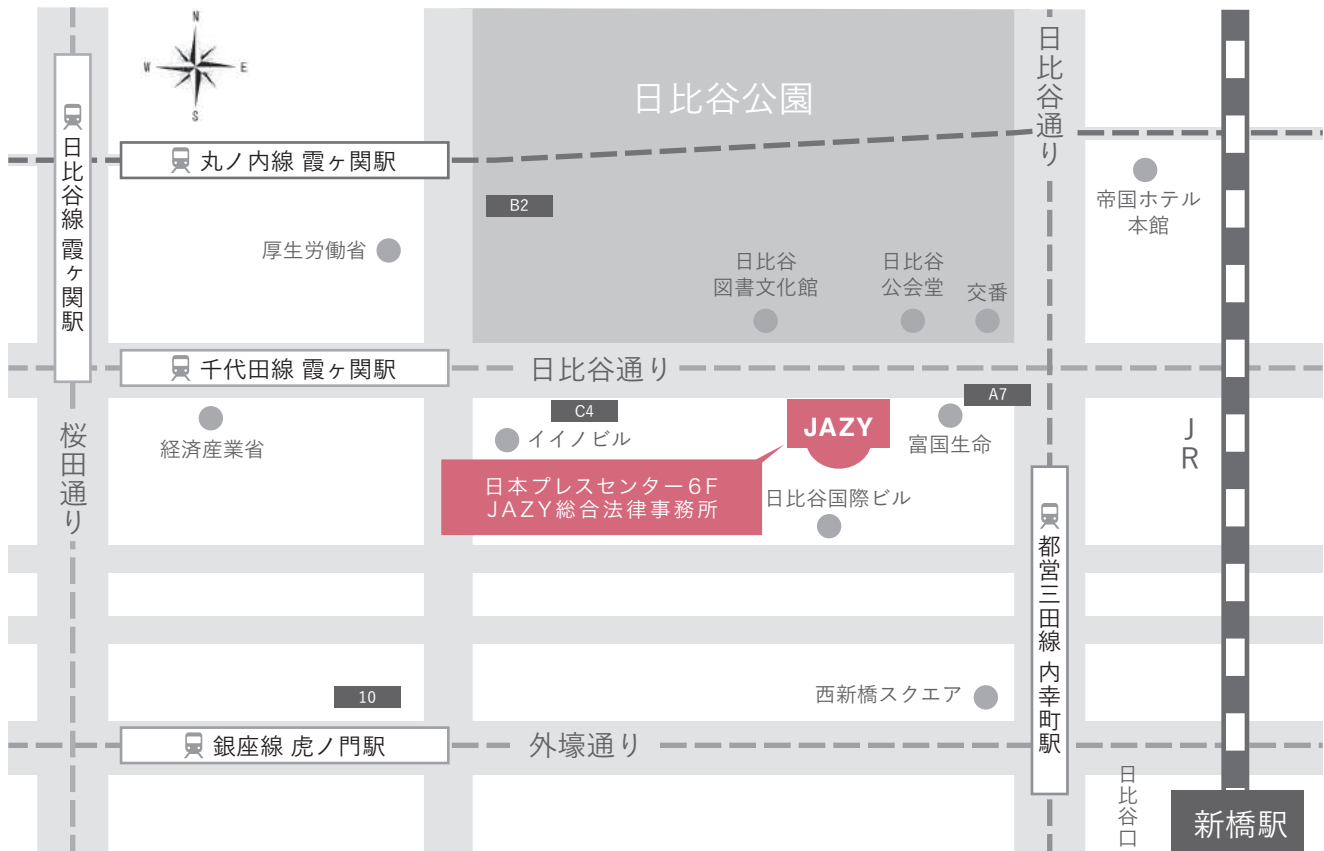 N
W
E
S
日比谷公園
日比谷通り
日比谷線 霞ヶ関駅
丸ノ内線 霞ヶ関駅
B2
帝国ホテル
本館
厚生労働省
日比谷
図書文化館
日比谷
公会堂
交番
千代田線 霞ヶ関駅
日比谷通り
A7
C4
JAZY
経済産業省
イイノビル
富国生命
桜田通り
JR
日本プレスセンター6F
JAZY総合法律事務所
日比谷国際ビル
都営三田線 内幸町駅
10
西新橋スクエア
銀座線 虎ノ門駅
外壕通り
日比谷口
新橋駅